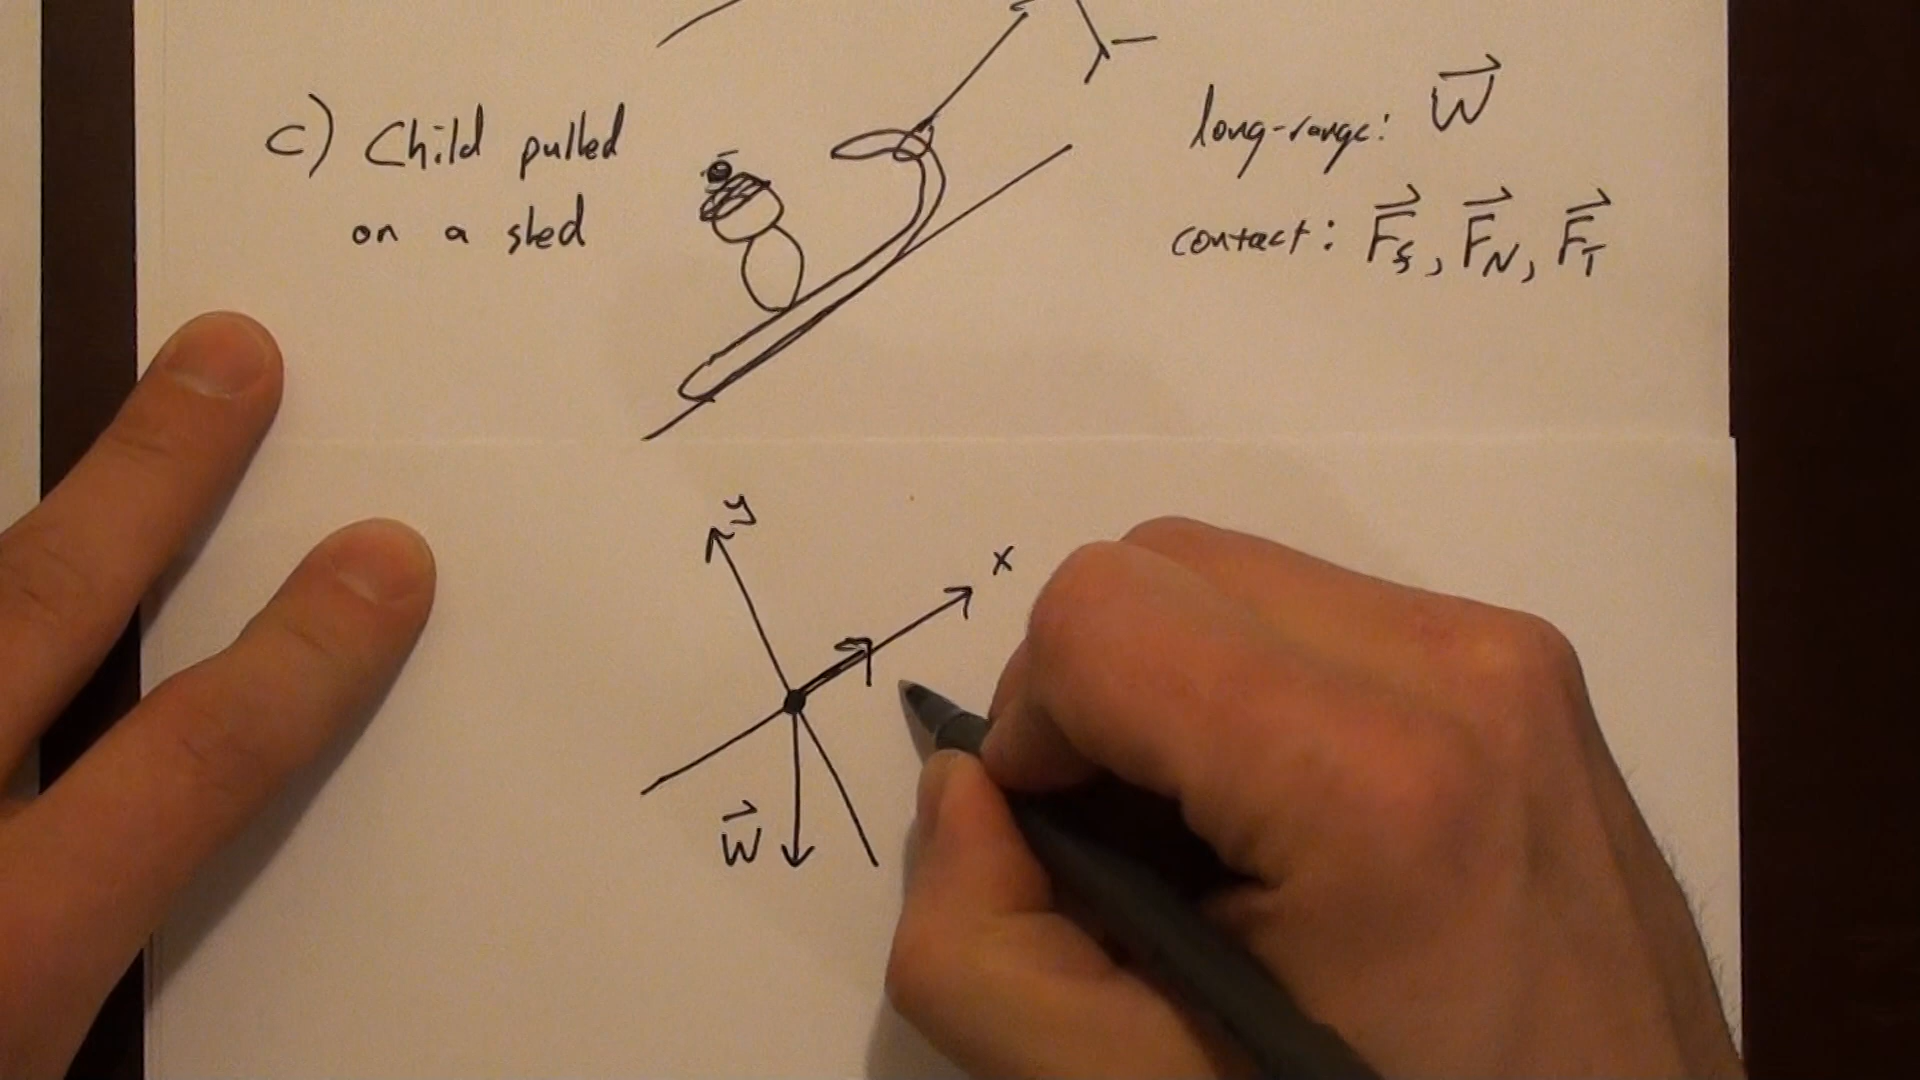 c) Child pulled
on a sled
long-range: W
contact: Fs, FN, FT
y
x
W